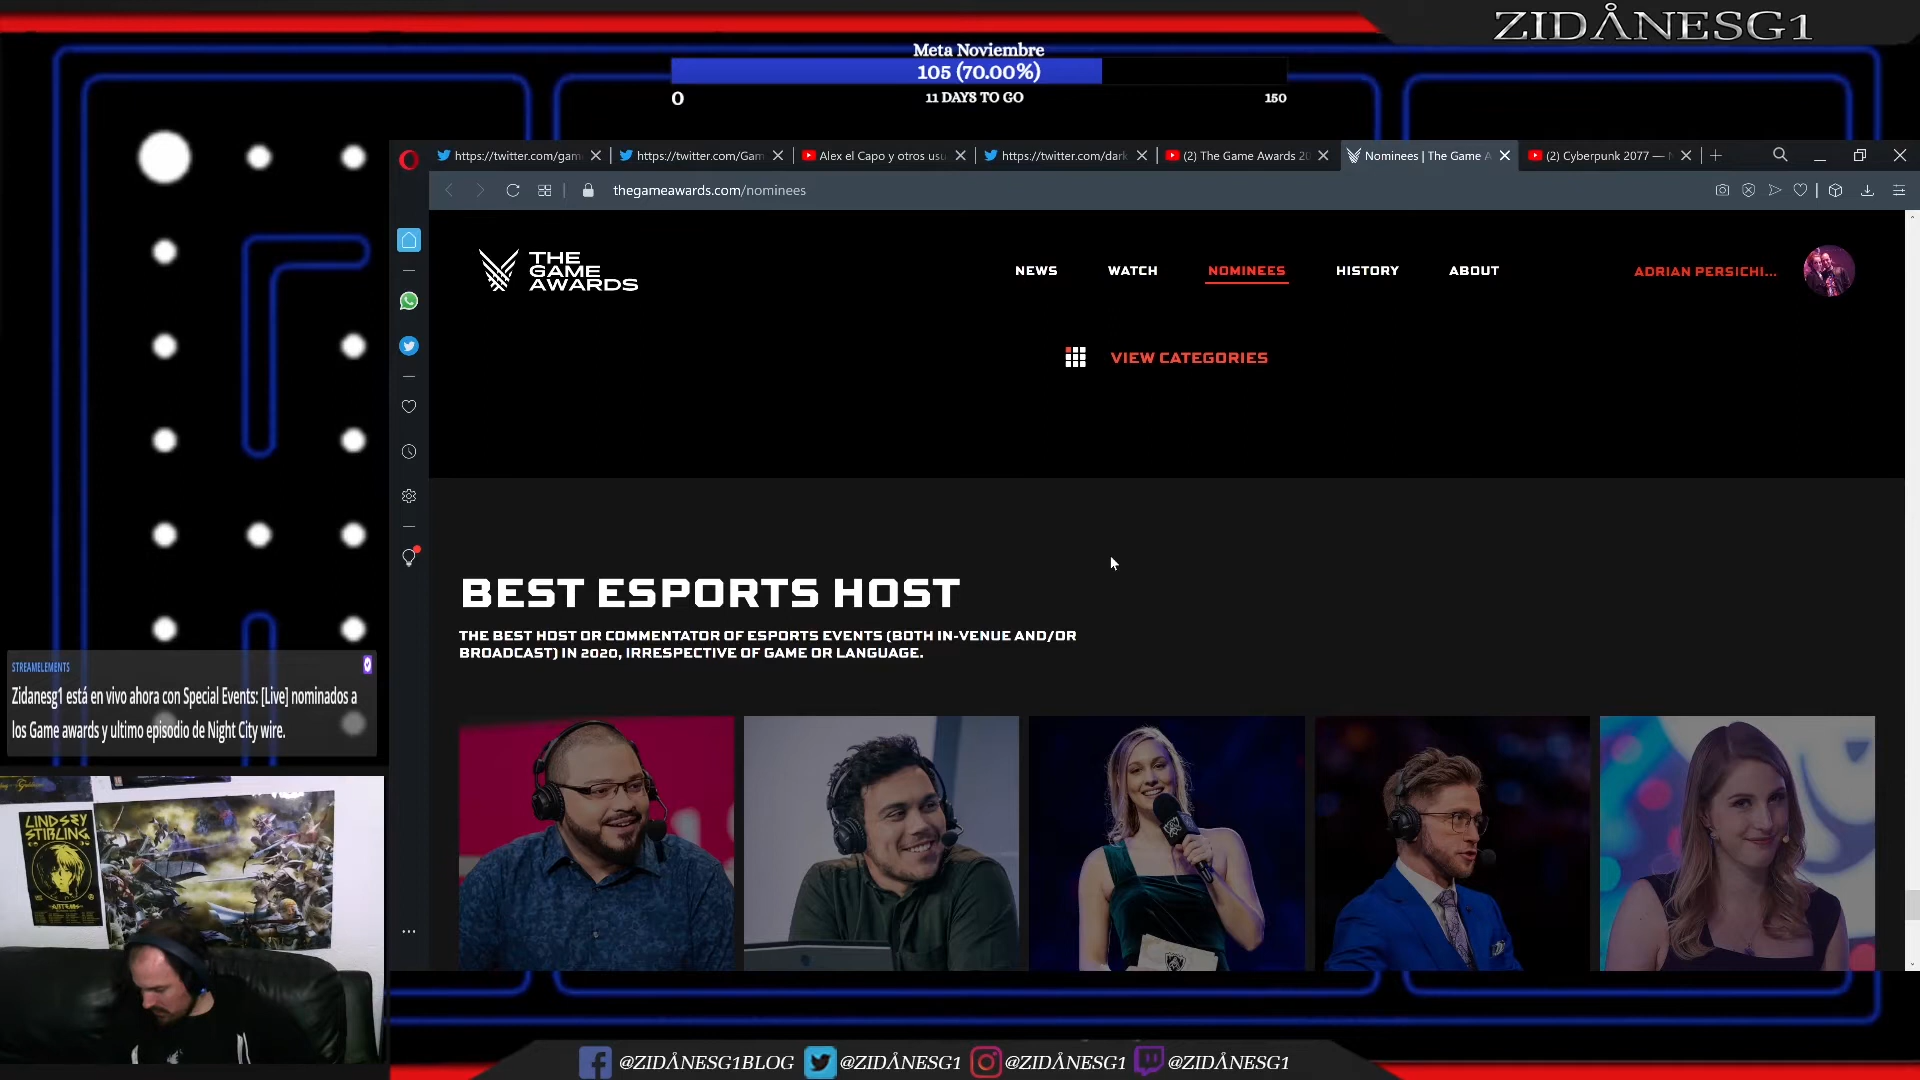 ZIDÅNESG1
Meta Noviembre
105 (70.00%)
0
11 DAYS TO GO
150
https://twitter.com/gam
https://twitter.com/Gam
Alex el Capo y otros usu
https://twitter.com/dark
(2) The Game Awards 20
Nominees | The Game A
(2) Cyberpunk 2077 —
thegameawards.com/nominees
THE
GAME
AWARDS
NEWS
WATCH
NOMINEES
HISTORY
ABOUT
ADRIAN PERSICHI...
VIEW CATEGORIES
BEST ESPORTS HOST
THE BEST HOST OR COMMENTATOR OF ESPORTS EVENTS (BOTH IN-VENUE AND/OR
BROADCAST) IN 2020, IRRESPECTIVE OF GAME OR LANGUAGE.
STREAMELEMENTS
Zidanesg1 está en vivo ahora con Special Events: [Live] nominados a
los Game awards y ultimo episodio de Night City wire.
LINDSEY
STIRLING
ARTEMIS
@ZIDÅNESG1BLOG
@ZIDÅNESG1
@ZIDÅNESG1
@ZIDÅNESG1